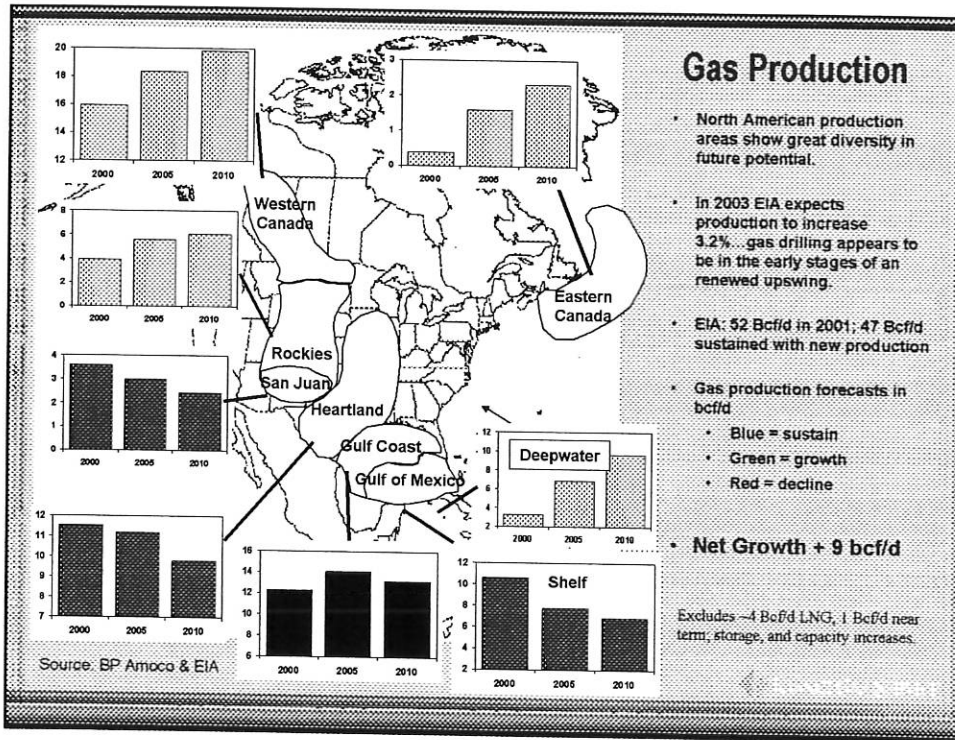 Gas Production
• North American production
areas show great diversity in
future potential.
• In 2003 EIA expects
production to increase
3.2%...gas drilling appears to
be in the early stages of an
renewed upswing.
• EIA: 52 Bcf/d in 2001; 47 Bcf/d
sustained with new production
• Gas production forecasts in
bcf/d
• Blue = sustain
• Green = growth
• Red = decline
• Net Growth + 9 bcf/d
Excludes ~4 Bcf/d LNG, 1 Bcf/d near
term; storage, and capacity increases.
20
18
16
14
12
2000 2005 2010
3
2
1
0
2000 2005 2010
Western
Canada
8
6
4
2
0
2000 2005 2010
Eastern
Canada
Rockies
San Juan
Heartland
Gulf Coast
Gulf of Mexico
4
3
2
1
0
2000 2005 2010
12
10
8
6
4
2
Deepwater
2000 2005 2010
12
11
10
9
8
7
2000 2005 2010
16
14
12
10
8
6
2000 2005 2010
12
10
8
6
4
2
Shelf
2000 2005 2010
Source: BP Amoco & EIA